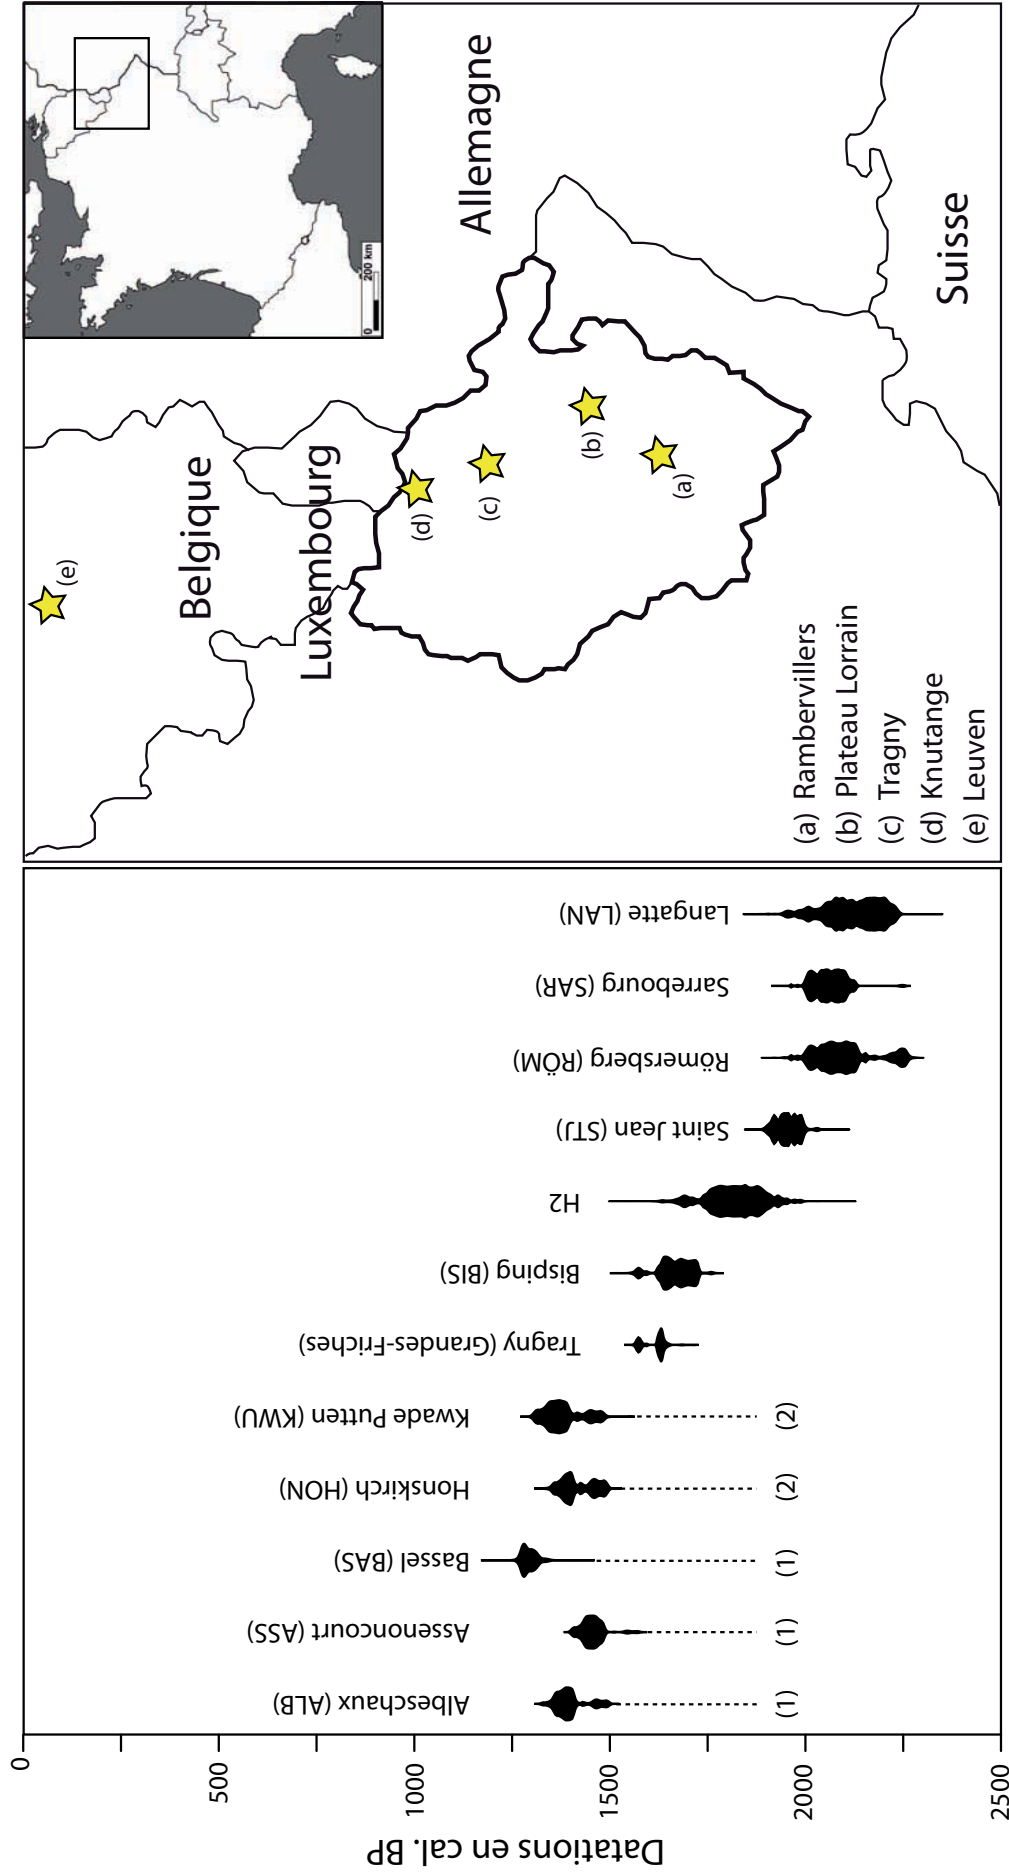 Datations en cal. BP
0
500
1000
1500
2000
2500
Albeschaux (ALB)
Assenoncourt (ASS)
Bassel (BAS)
Honskirch (HON)
Kwade Putten (KWU)
Tragny (Grandes-Friches)
Bisping (BIS)
H2
Saint Jean (STJ)
Römersberg (RÖM)
Sarrebourg (SAR)
Langatte (LAN)
(1)
(1)
(1)
(2)
(2)
(e)
Belgique
Luxembourg
Allemagne
Suisse
(d)
(c)
(b)
(a)
(a) Rambervillers
(b) Plateau Lorrain
(c) Tragny
(d) Knutange
(e) Leuven
0 200 km